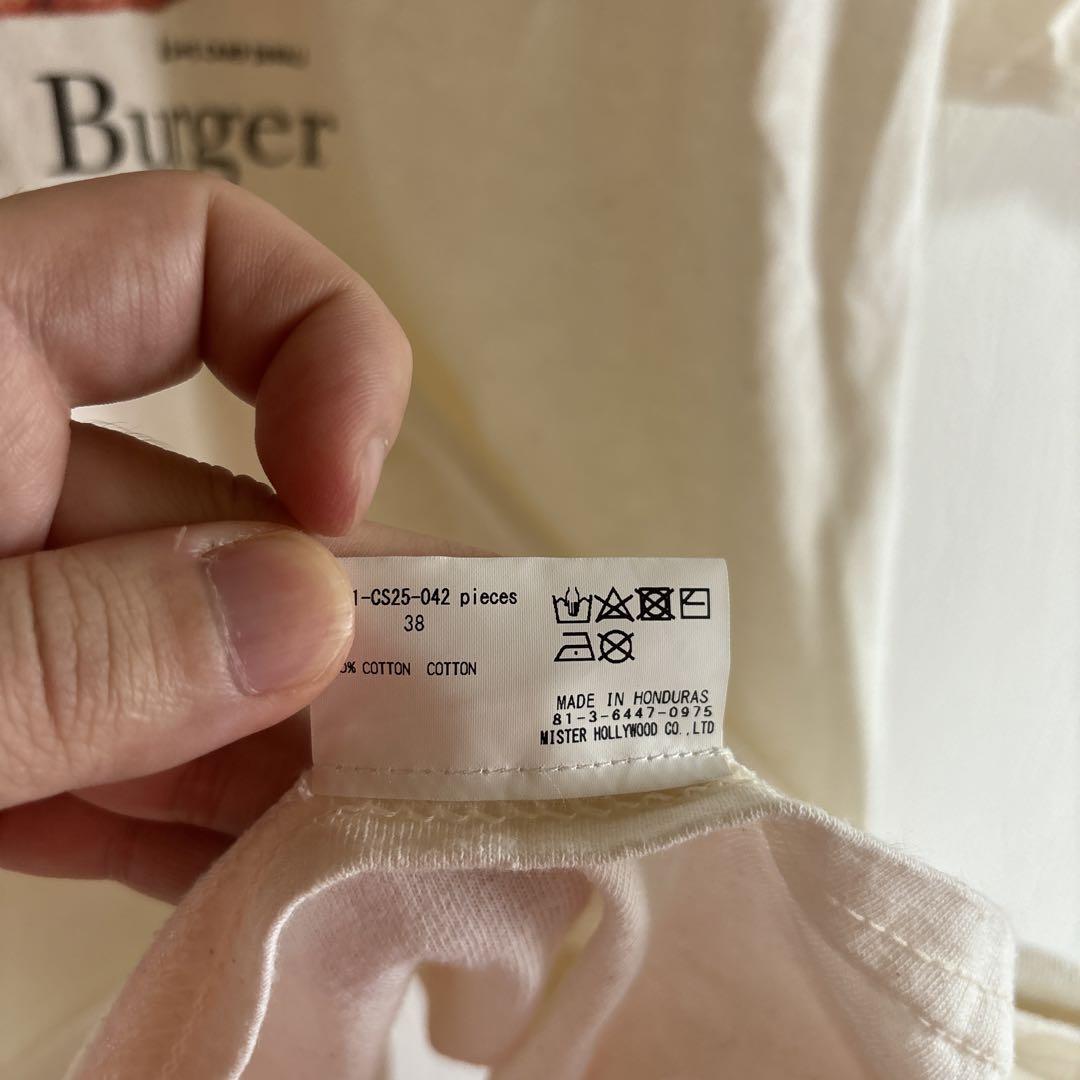 Burger
1-CS25-042 pieces
38
% COTTON COTTON
MADE IN HONDURAS
81-3-6447-0975
MISTER HOLLYWOOD CO.,LTD